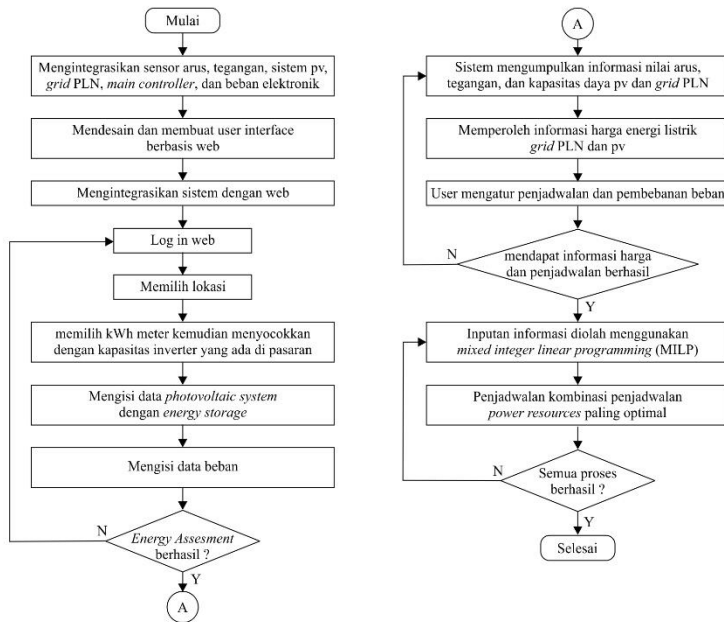 Mulai
Mengintegrasikan sensor arus, tegangan, sistem pv,
grid PLN, main controller, dan beban elektronik
Mendesain dan membuat user interface
berbasis web
Mengintegrasikan sistem dengan web
Log in web
Memilih lokasi
memilih kWh meter kemudian menyocokkan
dengan kapasitas inverter yang ada di pasaran
Mengisi data photovoltaic system
dengan energy storage
Mengisi data beban
N
Energy Assesment
berhasil ?
Y
A
A
Sistem mengumpulkan informasi nilai arus,
tegangan, dan kapasitas daya pv dan grid PLN
Memperoleh informasi harga energi listrik
grid PLN dan pv
User mengatur penjadwalan dan pembebanan beban
N
mendapat informasi harga
dan penjadwalan berhasil
Y
Inputan informasi diolah menggunakan
mixed integer linear programming (MILP)
Penjadwalan kombinasi penjadwalan
power resources paling optimal
N
Semua proses
berhasil ?
Y
Selesai